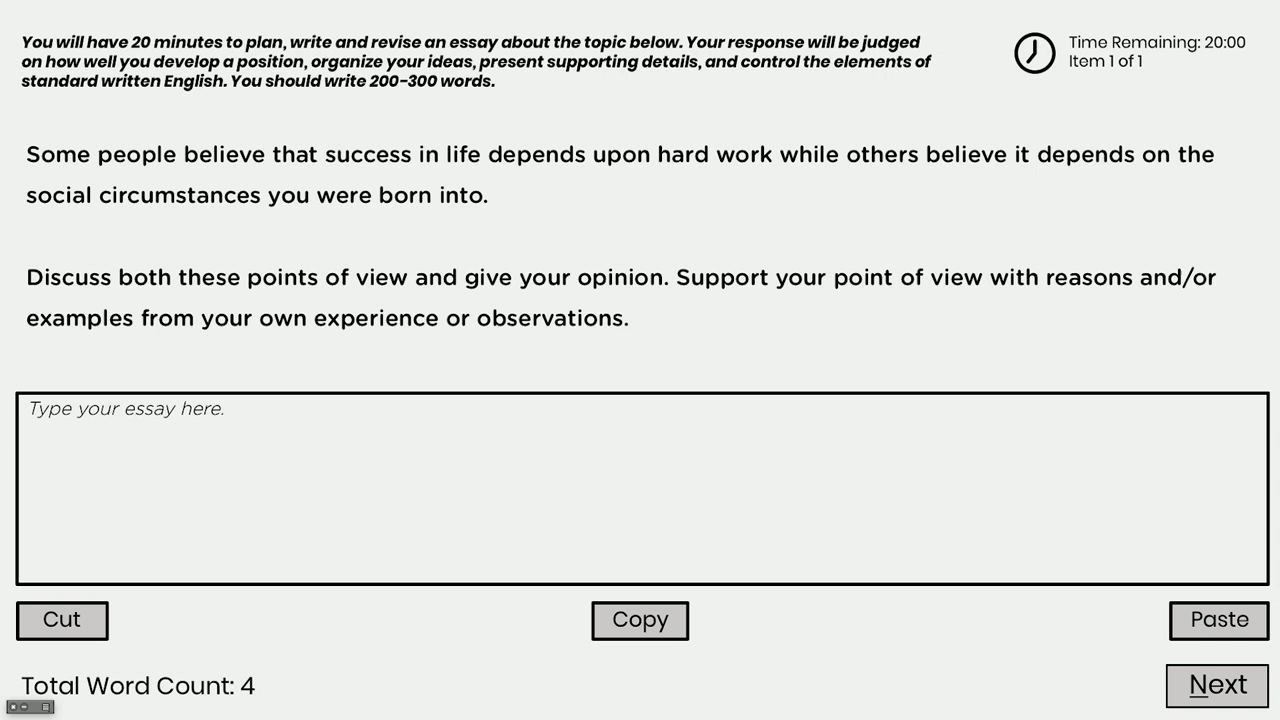 You will have 20 minutes to plan, write and revise an essay about the topic below. Your response will be judged
on how well you develop a position, organize your ideas, present supporting details, and control the elements of
standard written English. You should write 200-300 words.
Time Remaining: 20:00
Item 1 of 1
Some people believe that success in life depends upon hard work while others believe it depends on the
social circumstances you were born into.
Discuss both these points of view and give your opinion. Support your point of view with reasons and/or
examples from your own experience or observations.
Type your essay here.
Cut
Copy
Paste
Total Word Count: 4
Next